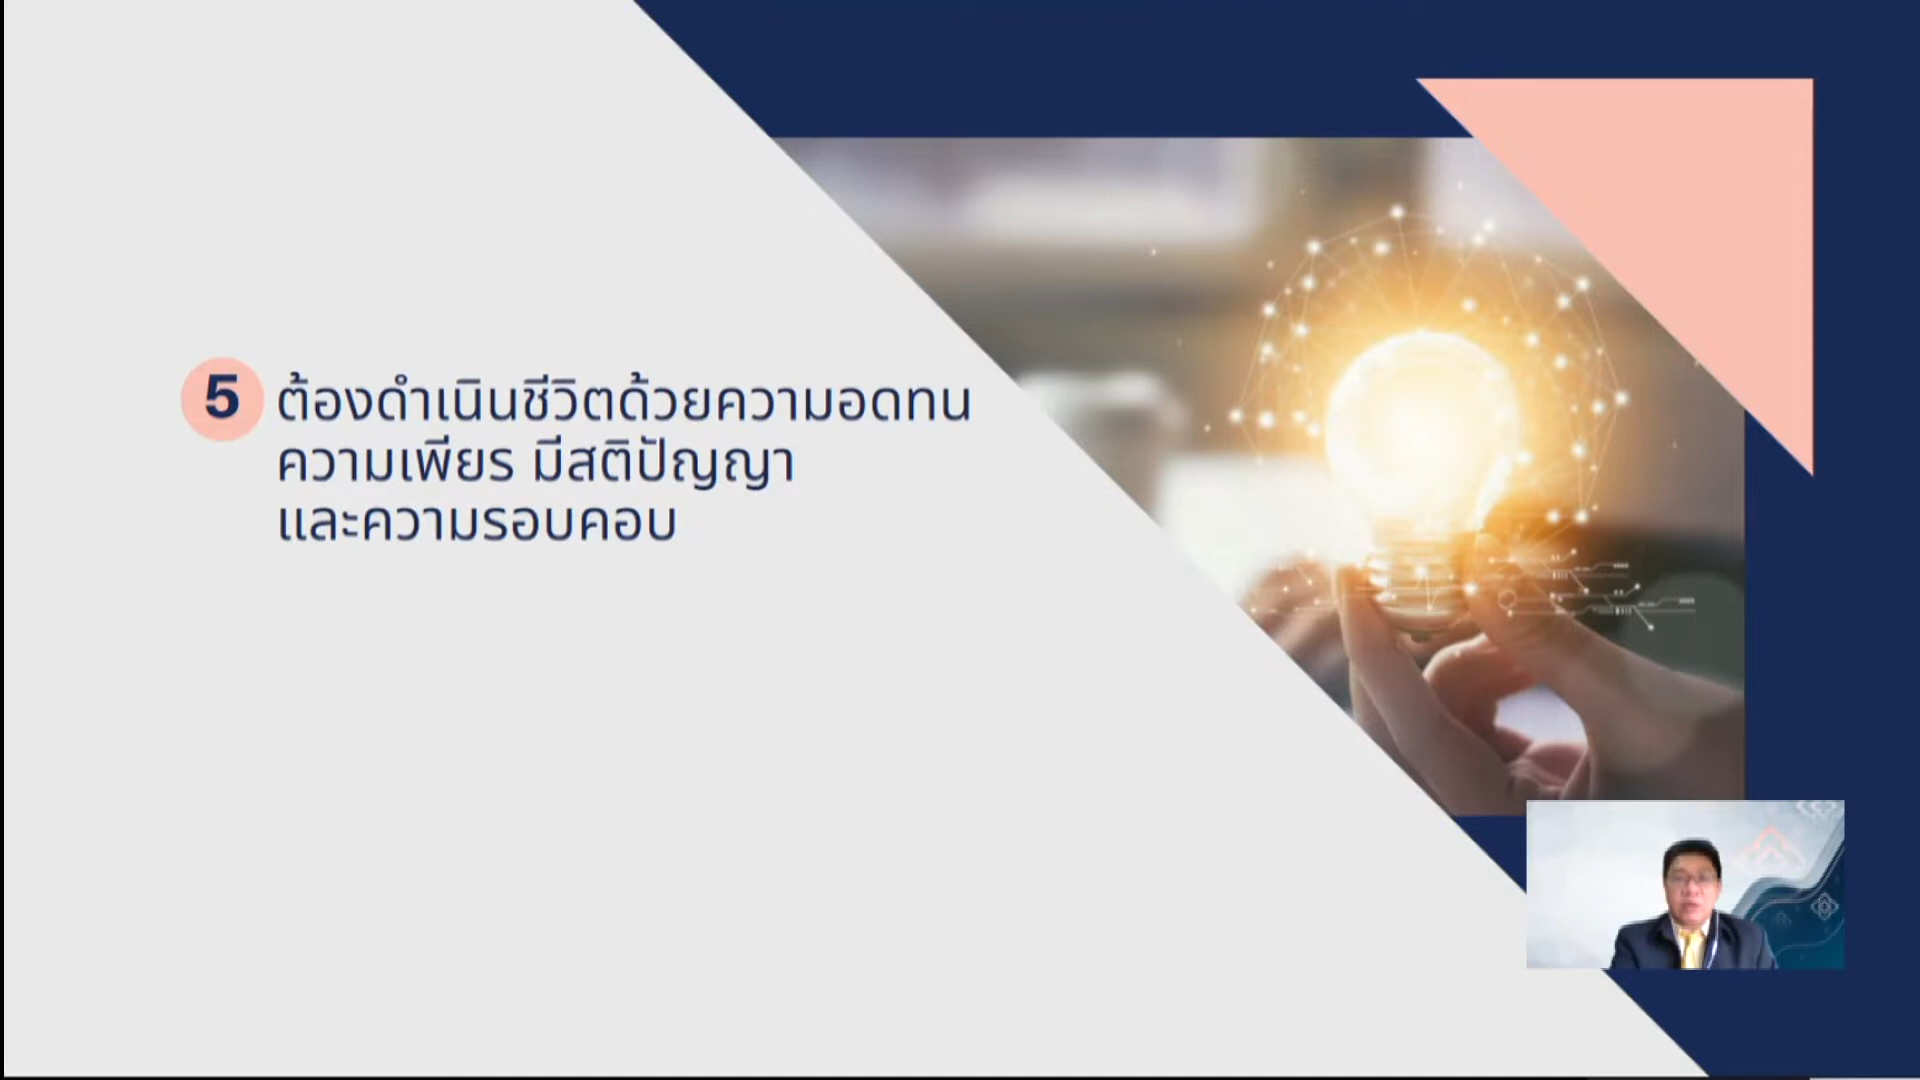 5 ต้องดำเนินชีวิตด้วยความอดทน
ความเพียร มีสติปัญญา
และความรอบคอบ